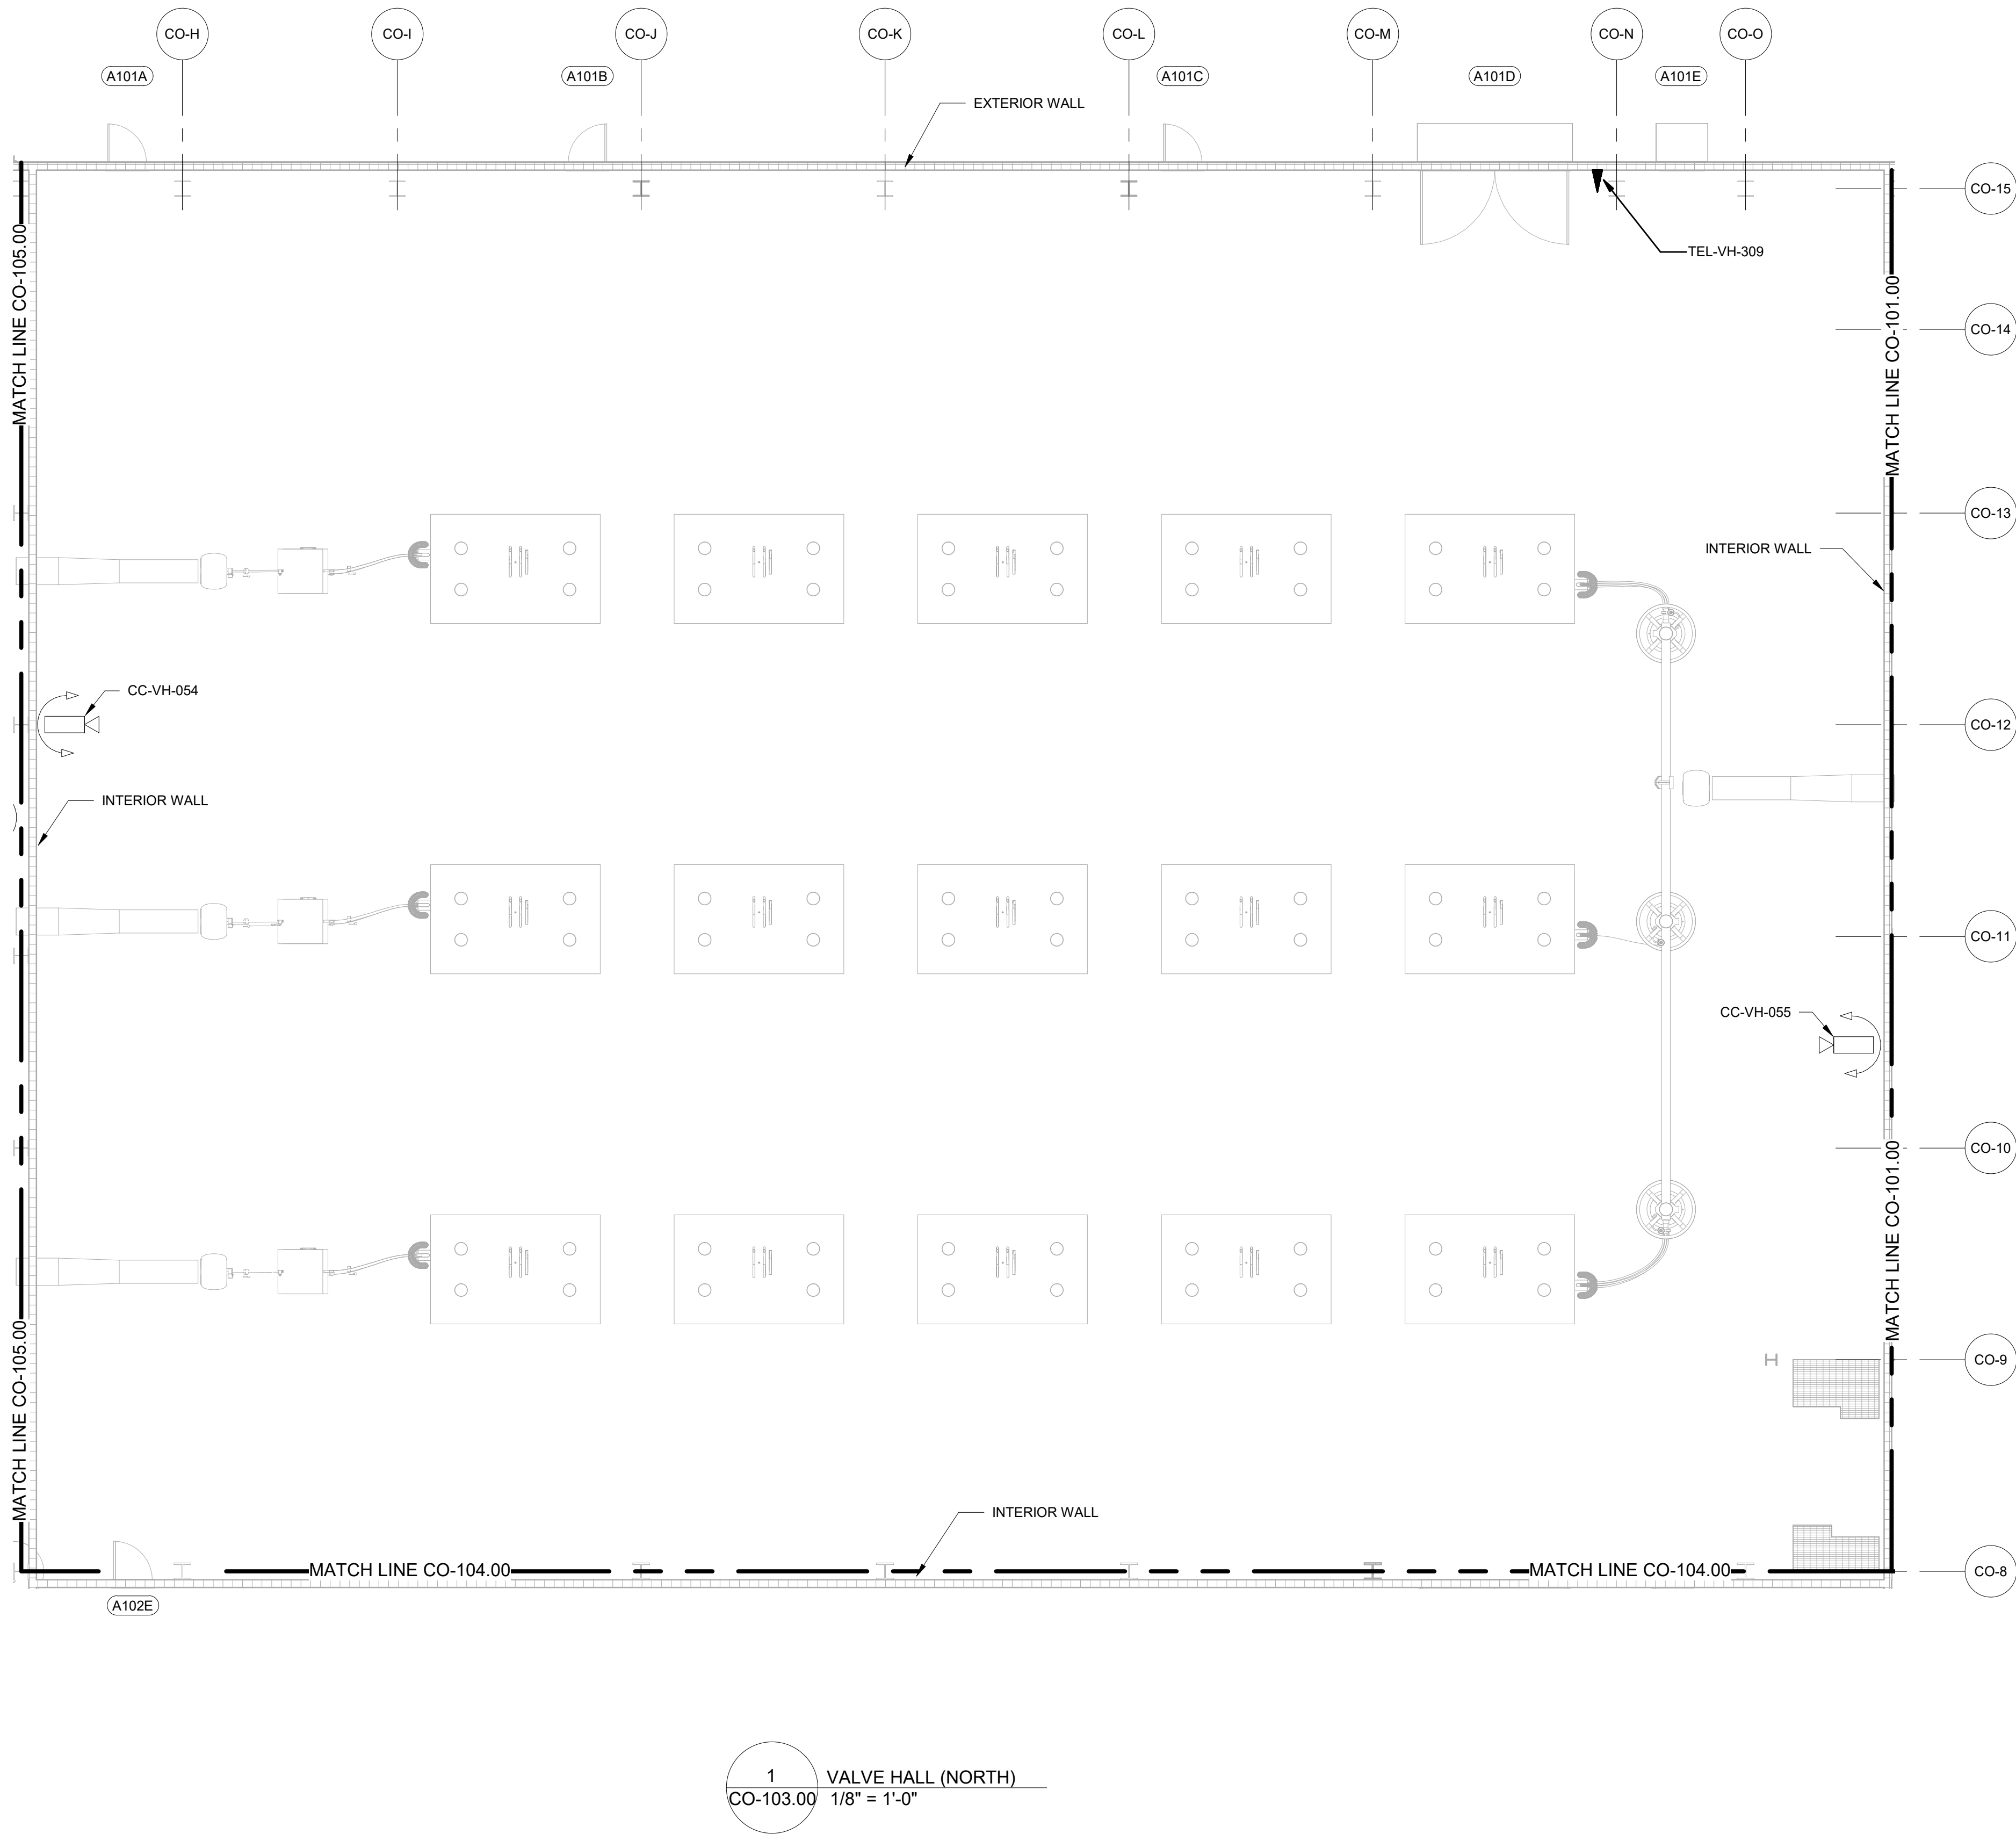 CO-H
CO-I
CO-J
CO-K
CO-L
CO-M
CO-N
CO-O
A101A
A101B
A101C
A101D
A101E
EXTERIOR WALL
CO-15
MATCH LINE CO-105.00
TEL-VH-309
MATCH LINE CO-101.00
CO-14
CO-13
INTERIOR WALL
CC-VH-054
CO-12
INTERIOR WALL
CO-11
CC-VH-055
CO-10
MATCH LINE CO-101.00
MATCH LINE CO-105.00
CO-9
INTERIOR WALL
MATCH LINE CO-104.00
MATCH LINE CO-104.00
CO-8
A102E
1
VALVE HALL (NORTH)
CO-103.00
1/8" = 1'-0"